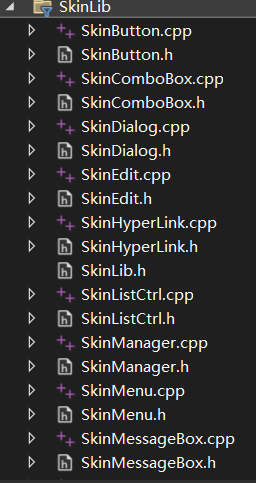 SkinLib
SkinButton.cpp
SkinButton.h
SkinComboBox.cpp
SkinComboBox.h
SkinDialog.cpp
SkinDialog.h
SkinEdit.cpp
SkinEdit.h
SkinHyperLink.cpp
SkinHyperLink.h
SkinLib.h
SkinListCtrl.cpp
SkinListCtrl.h
SkinManager.cpp
SkinManager.h
SkinMenu.cpp
SkinMenu.h
SkinMessageBox.cpp
SkinMessageBox.h